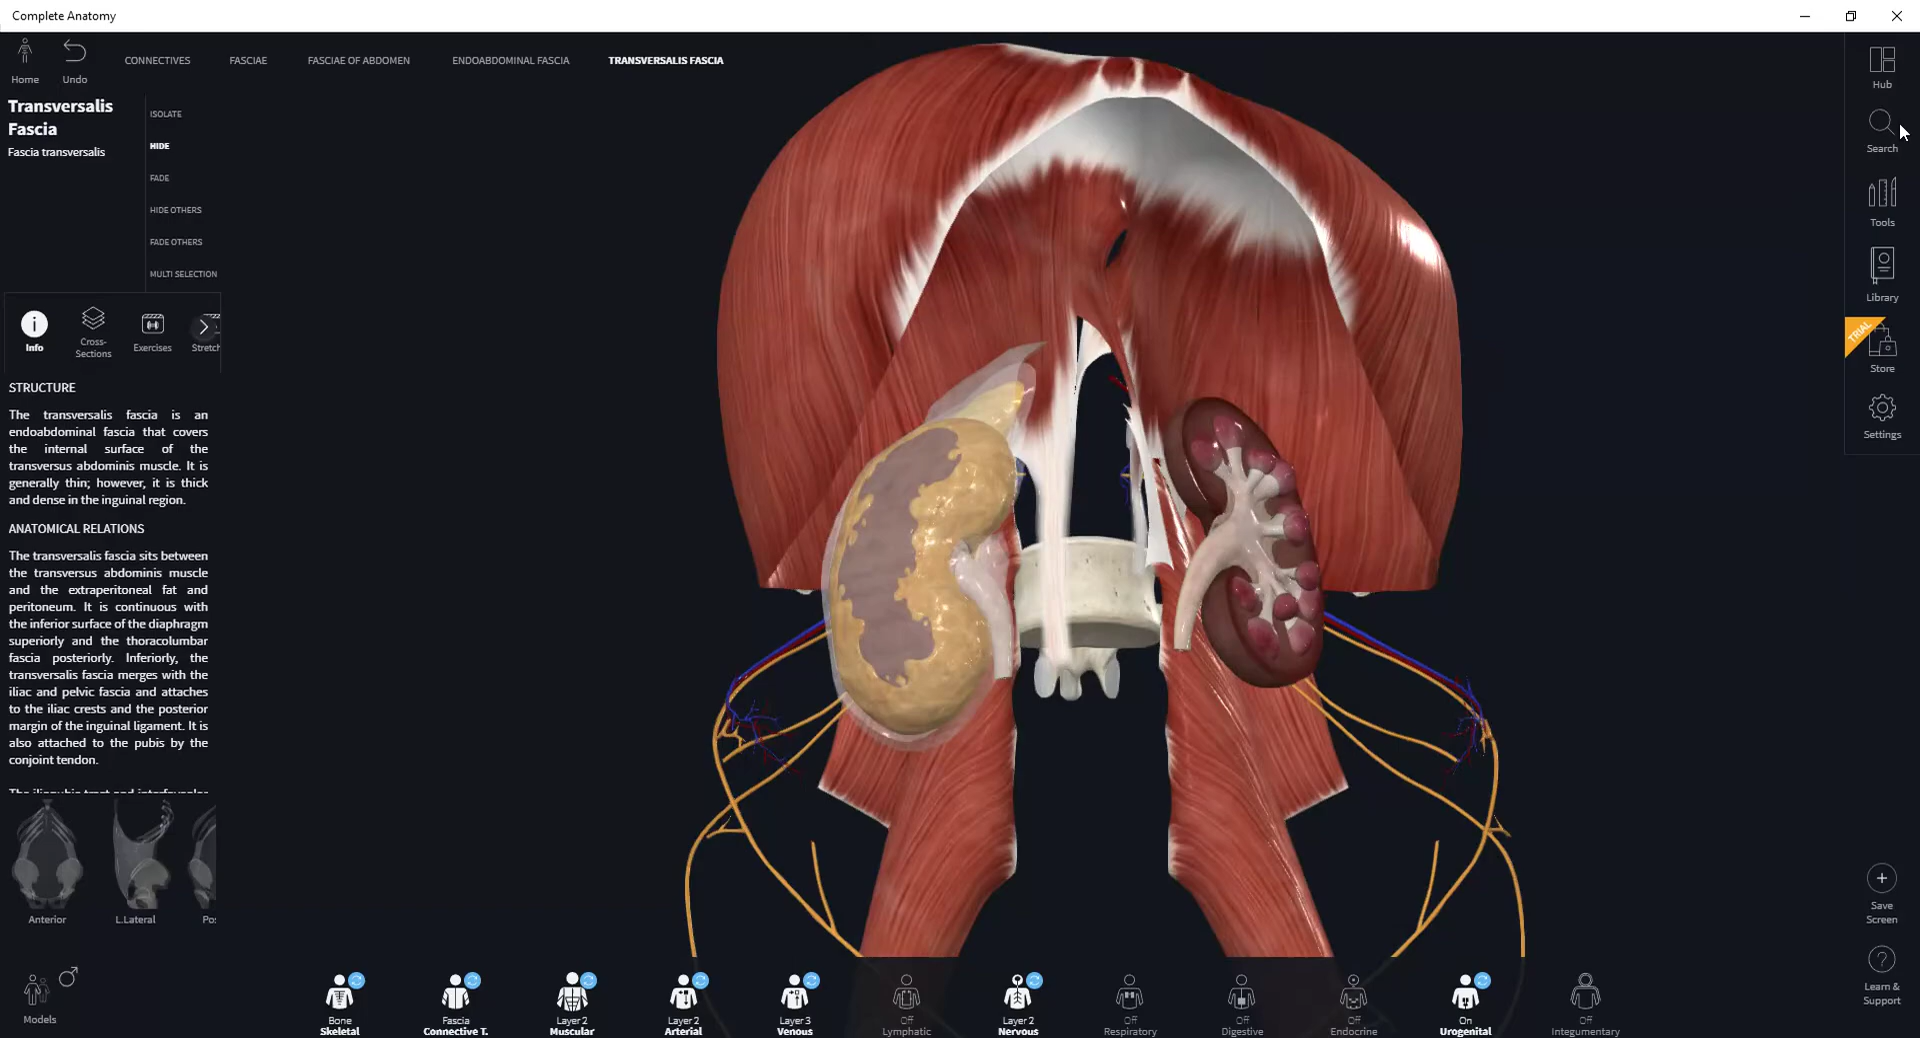 Complete Anatomy
Home
Undo
CONNECTIVES
FASCIAE
FASCIAE OF ABDOMEN
ENDOABDOMINAL FASCIA
TRANSVERSALIS FASCIA
Transversalis
Fascia
Fascia transversalis
ISOLATE
HIDE
FADE
HIDE OTHERS
FADE OTHERS
MULTI SELECTION
Info
Cross-
Sections
Exercises
Stretch
STRUCTURE
The transversalis fascia is an
endoabdominal fascia that covers
the internal surface of the
transversus abdominis muscle. It is
generally thin; however, it is thick
and dense in the inguinal region.
ANATOMICAL RELATIONS
The transversalis fascia sits between
the transversus abdominis muscle
and the extraperitoneal fat and
peritoneum. It is continuous with
the inferior surface of the diaphragm
superiorly and the thoracolumbar
fascia posteriorly. Inferiorly, the
transversalis fascia merges with the
iliac and pelvic fascia and attaches
to the iliac crests and the posterior
margin of the inguinal ligament. It is
also attached to the pubis by the
conjoint tendon.
Anterior
L.Lateral
Pos
Models
Bone
Skeletal
Fascia
Connective T.
Layer 2
Muscular
Layer 2
Arterial
Layer 3
Venous
Off
Lymphatic
Layer 2
Nervous
Off
Respiratory
Off
Digestive
Off
Endocrine
On
Urogenital
Off
Integumentary
Hub
Search
Tools
Library
TRIAL
Store
Settings
Save
Screen
Learn &
Support